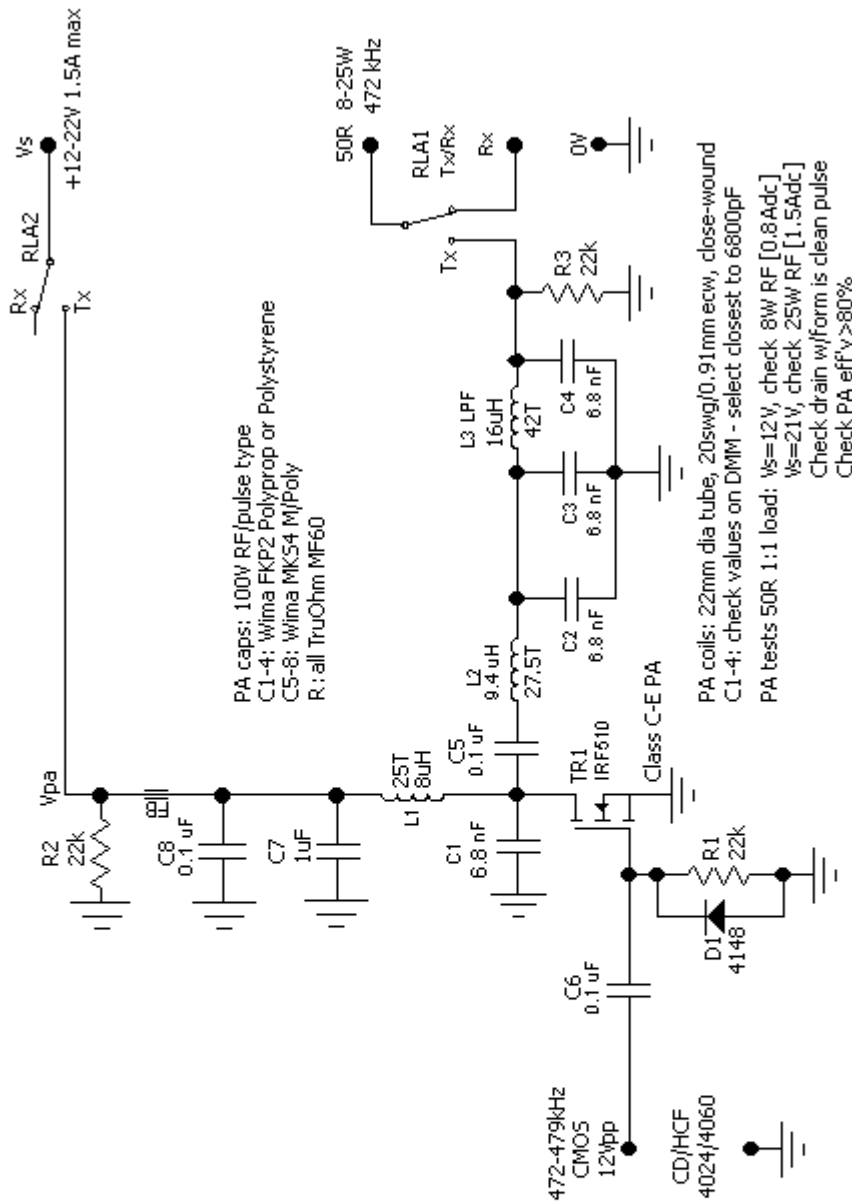 Rx
RLA2
Vs
+12-22V 1.5A max
Tx
Vpa
R2
22k
FB
C8
0.1 uF
C7
1uF
25T
8uH
L1
PA caps: 100V RF/pulse type
C1-4: Wima FKP2 Polyprop or Polystyrene
C5-8: Wima MKS4 M/Poly
R: all TruOhm MF60
50R 8-25W
472 kHz
RLA1
Tx/Rx
Rx
Tx
0V
R3
22k
L3 LPF
16uH
42T
C4
6.8 nF
C3
6.8 nF
C2
6.8 nF
L2
9.4 uH
27.5T
C5
0.1 uF
C1
6.8 nF
TR1
IRF510
Class C-E PA
R1
22k
D1
4148
C6
0.1 uF
472-479kHz
CMOS
12Vpp
CD/HCF
4024/4060
PA coils: 22mm dia tube, 20swg/0.91mm ecw, close-wound
C1-4: check values on DMM - select closest to 6800pF
PA tests 50R 1:1 load: Vs=12V, check 8W RF [0.8Adc]
Vs=21V, check 25W RF [1.5Adc]
Check drain w/form is clean pulse
Check PA eff'y >80%